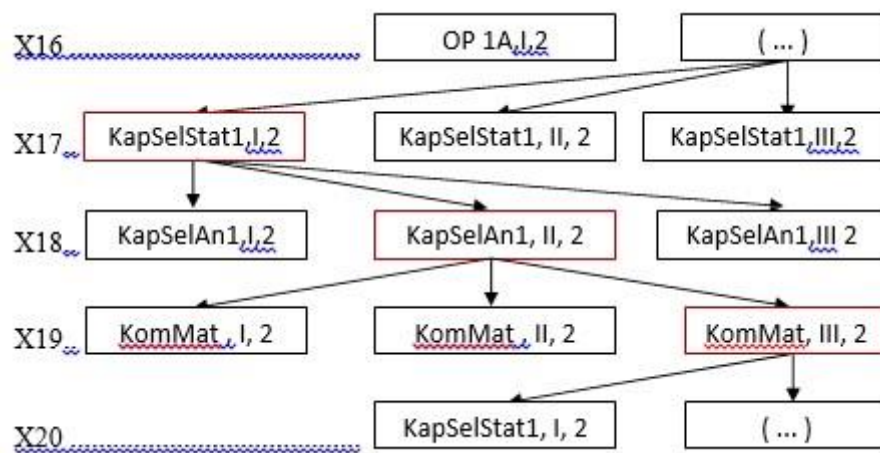 X16 OP 1A,I,2 ( ... )
X17 KapSelStat1,I,2 KapSelStat1, II, 2 KapSelStat1,III,2
X18 KapSelAn1,I,2 KapSelAn1, II, 2 KapSelAn1,III 2
X19 KomMat , I, 2 KomMat , II, 2 KomMat, III, 2
X20 KapSelStat1, I, 2 ( ... )